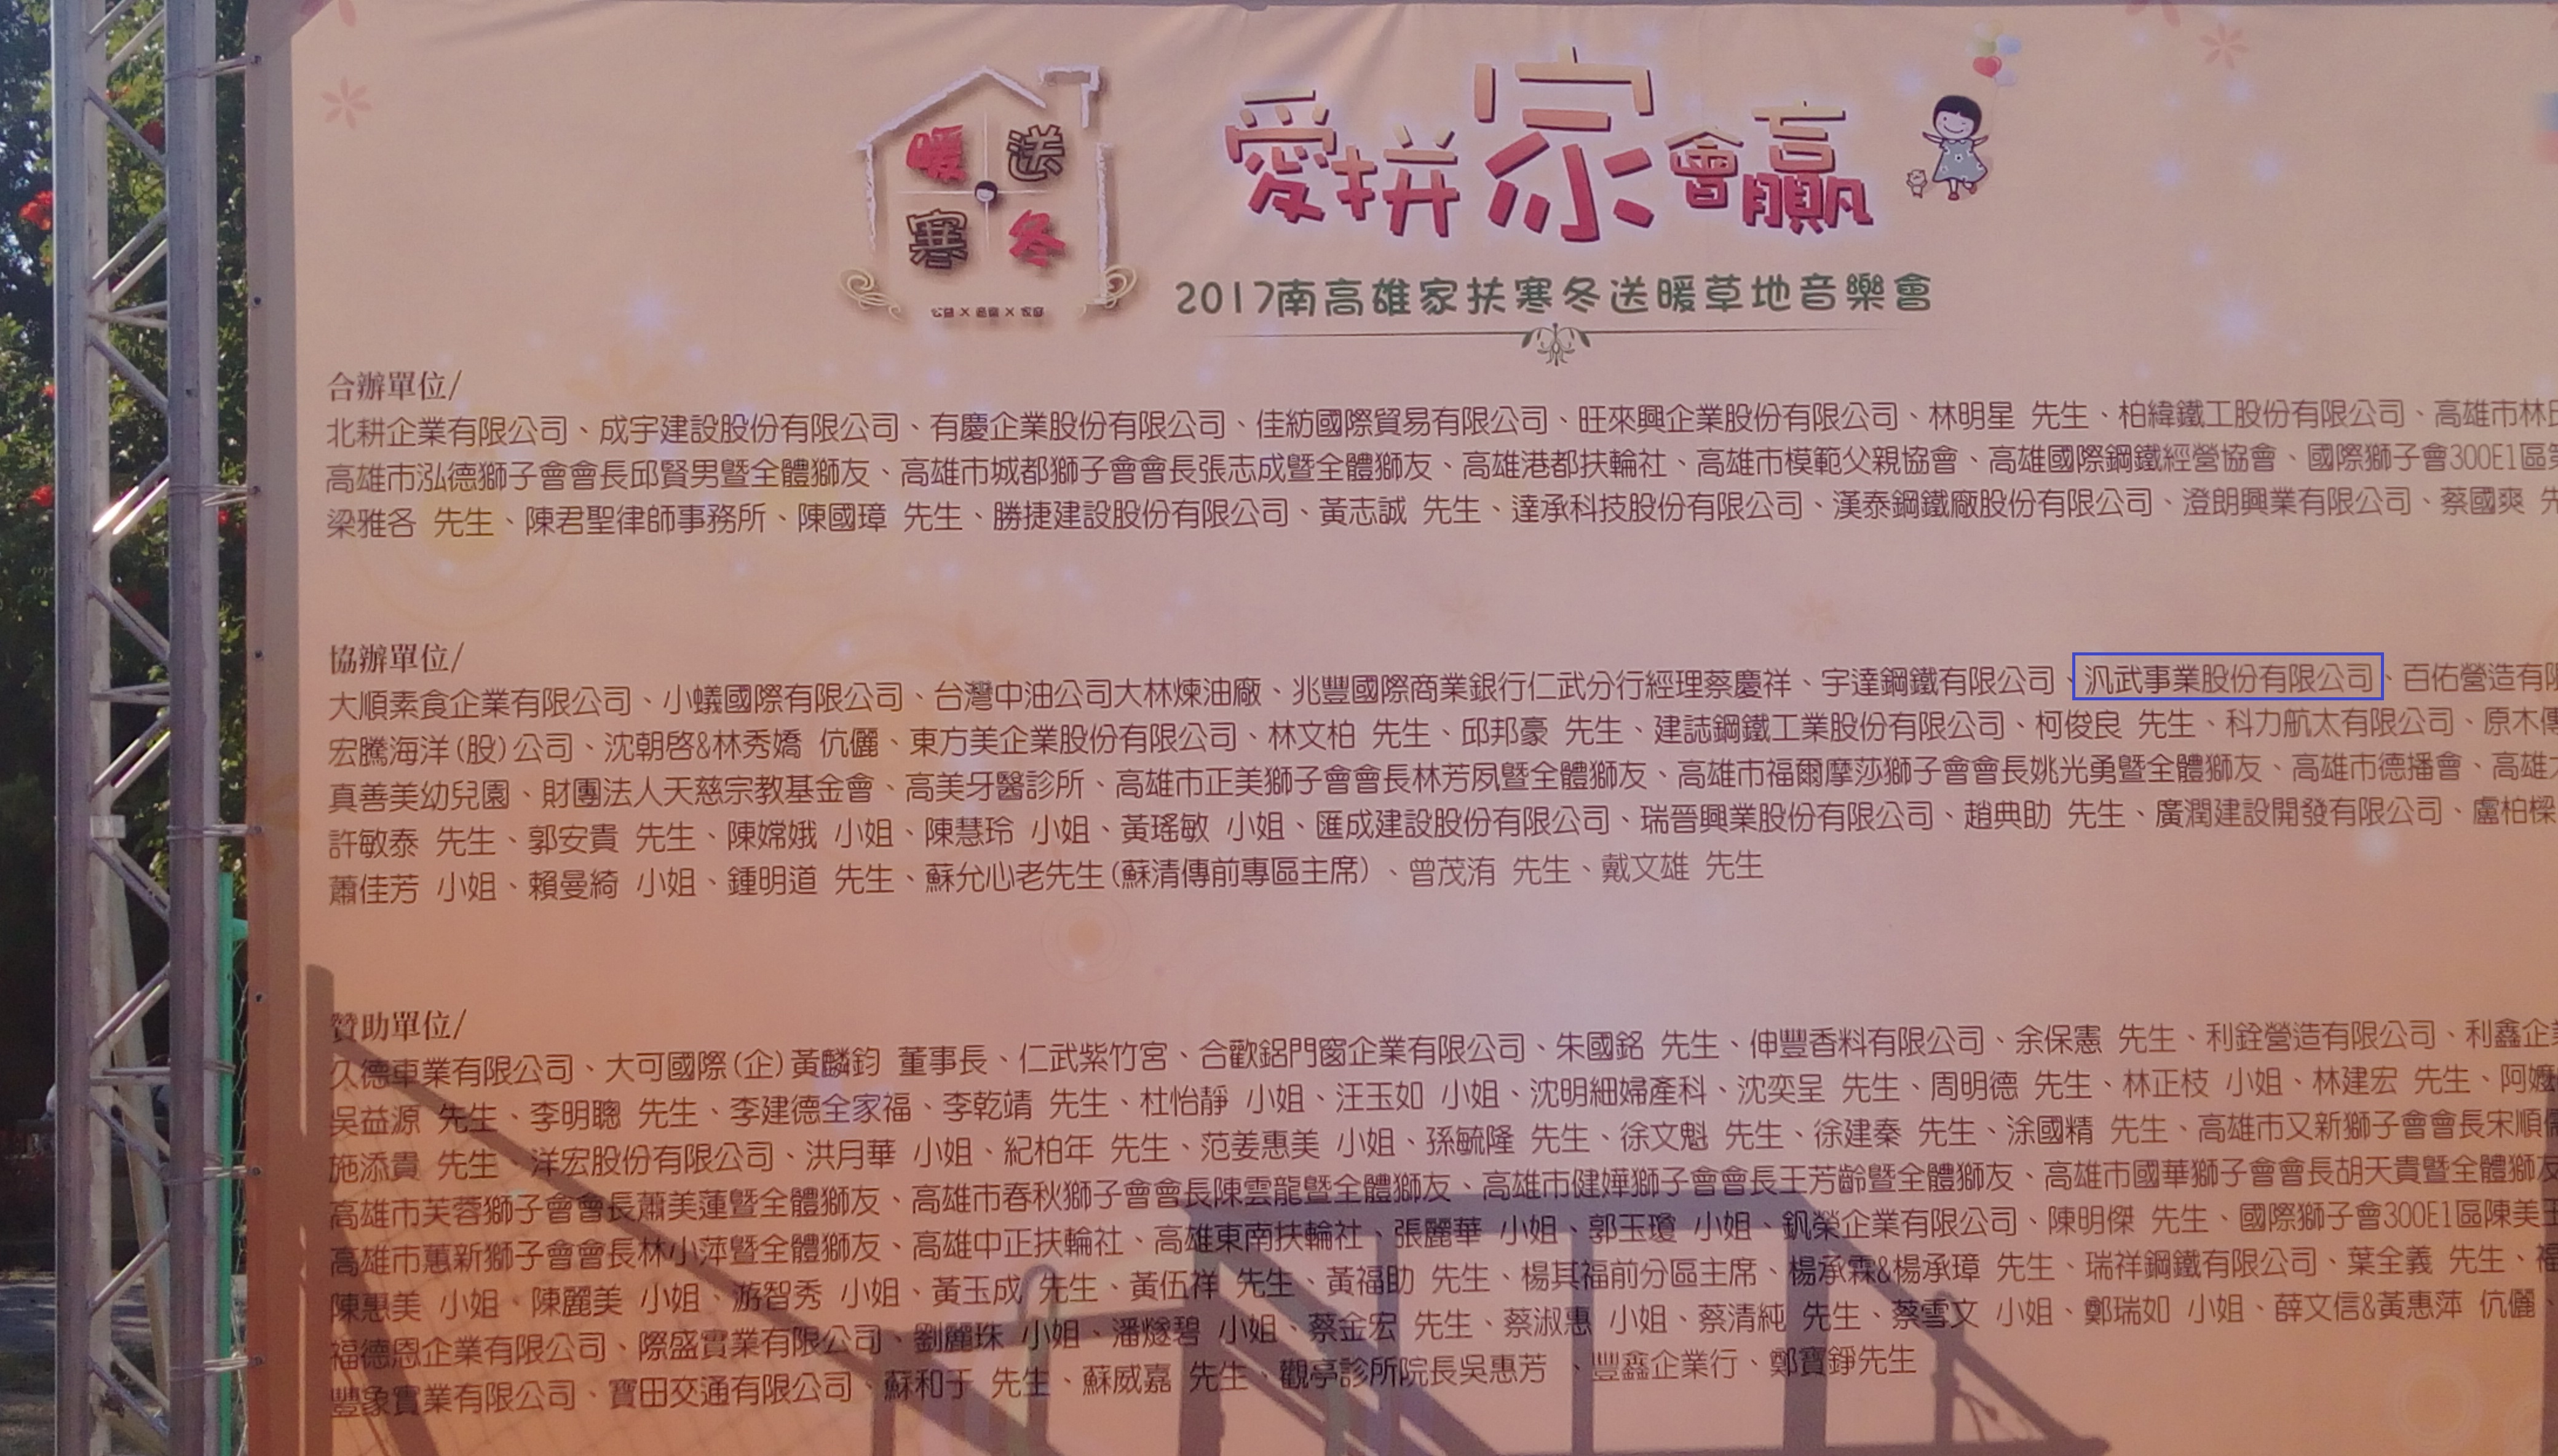 暖送
寒冬
愛拼家會贏
2017南高雄家扶寒冬送暖草地音樂會
合辦單位/
北耕企業有限公司、成宇建設股份有限公司、有慶企業股份有限公司、佳紡國際貿易有限公司、旺來興企業股份有限公司、林明星 先生、柏緯鐵工股份有限公司、高雄市林
高雄市泓德獅子會會長邱賢男暨全體獅友、高雄市城都獅子會會長張志成暨全體獅友、高雄港都扶輪社、高雄市模範父親協會、高雄國際鋼鐵經營協會、國際獅子會300E1區
梁雅各 先生、陳君聖律師事務所、陳國璋 先生、勝捷建設股份有限公司、黃志誠 先生、達承科技股份有限公司、漢泰鋼鐵廠股份有限公司、澄朗興業有限公司、蔡國爽 先
協辦單位/
大順素食企業有限公司、小蟻國際有限公司、台灣中油公司大林煉油廠、兆豐國際商業銀行仁武分行經理蔡慶祥、宇達鋼鐵有限公司、汎武事業股份有限公司、百佑營造有限
宏騰海洋(股)公司、沈朝啓&林秀嬌 伉儷、東方美企業股份有限公司、林文柏 先生、邱邦豪 先生、建誌鋼鐵工業股份有限公司、柯俊良 先生、科力航太有限公司、原木傳
真善美幼兒園、財團法人天慈宗教基金會、高美牙醫診所、高雄市正美獅子會會長林芳夙暨全體獅友、高雄市福爾摩莎獅子會會長姚光勇暨全體獅友、高雄市德播會、高雄
許敏泰 先生、郭安貴 先生、陳嫦娥 小姐、陳慧玲 小姐、黃瑤敏 小姐、匯成建設股份有限公司、瑞晉興業股份有限公司、趙典助 先生、廣潤建設開發有限公司、盧柏樑
蕭佳芳 小姐、賴曼綺 小姐、鍾明道 先生、蘇允心老先生(蘇清傳前專區主席)、曾茂洧 先生、戴文雄 先生
贊助單位/
久德車業有限公司、大可國際(企)黃麟鈞 董事長、仁武紫竹宮、合歡鋁門窗企業有限公司、朱國銘 先生、伸豐香料有限公司、余保憲 先生、利銓營造有限公司、利鑫企業
吳益源 先生、李明聰 先生、李建德全家福、李乾靖 先生、杜怡靜 小姐、汪玉如 小姐、沈明細婦產科、沈奕呈 先生、周明德 先生、林正枝 小姐、林建宏 先生、阿嬤
施添貴 先生、洋宏股份有限公司、洪月華 小姐、紀柏年 先生、范姜惠美 小姐、孫毓隆 先生、徐文魁 先生、徐建秦 先生、涂國精 先生、高雄市又新獅子會會長宋順
高雄市芙蓉獅子會會長蕭美蓮暨全體獅友、高雄市春秋獅子會會長陳雲龍暨全體獅友、高雄市健嬅獅子會會長王芳齡暨全體獅友、高雄市國華獅子會會長胡天貴暨全體獅友
高雄市蕙新獅子會會長林小萍暨全體獅友、高雄中正扶輪社、高雄東南扶輪社、張麗華 小姐、郭玉瓊 小姐、釩榮企業有限公司、陳明傑 先生、國際獅子會300E1區陳美玉
陳惠美 小姐、陳麗美 小姐、游智秀 小姐、黃玉成 先生、黃伍祥 先生、黃福助 先生、楊其福前分區主席、楊承霖&楊承璋 先生、瑞祥鋼鐵有限公司、葉全義 先生、福
福德恩企業有限公司、際盛實業有限公司、劉麗珠 小姐、潘燧碧 小姐、蔡金宏 先生、蔡淑惠 小姐、蔡清純 先生、蔡雪文 小姐、鄭瑞如 小姐、薛文信&黃惠萍 伉儷、
豐象實業有限公司、寶田交通有限公司、蘇和于 先生、蘇威嘉 先生、觀亭診所院長吳惠芳 、豐鑫企業行、鄭寶錚先生